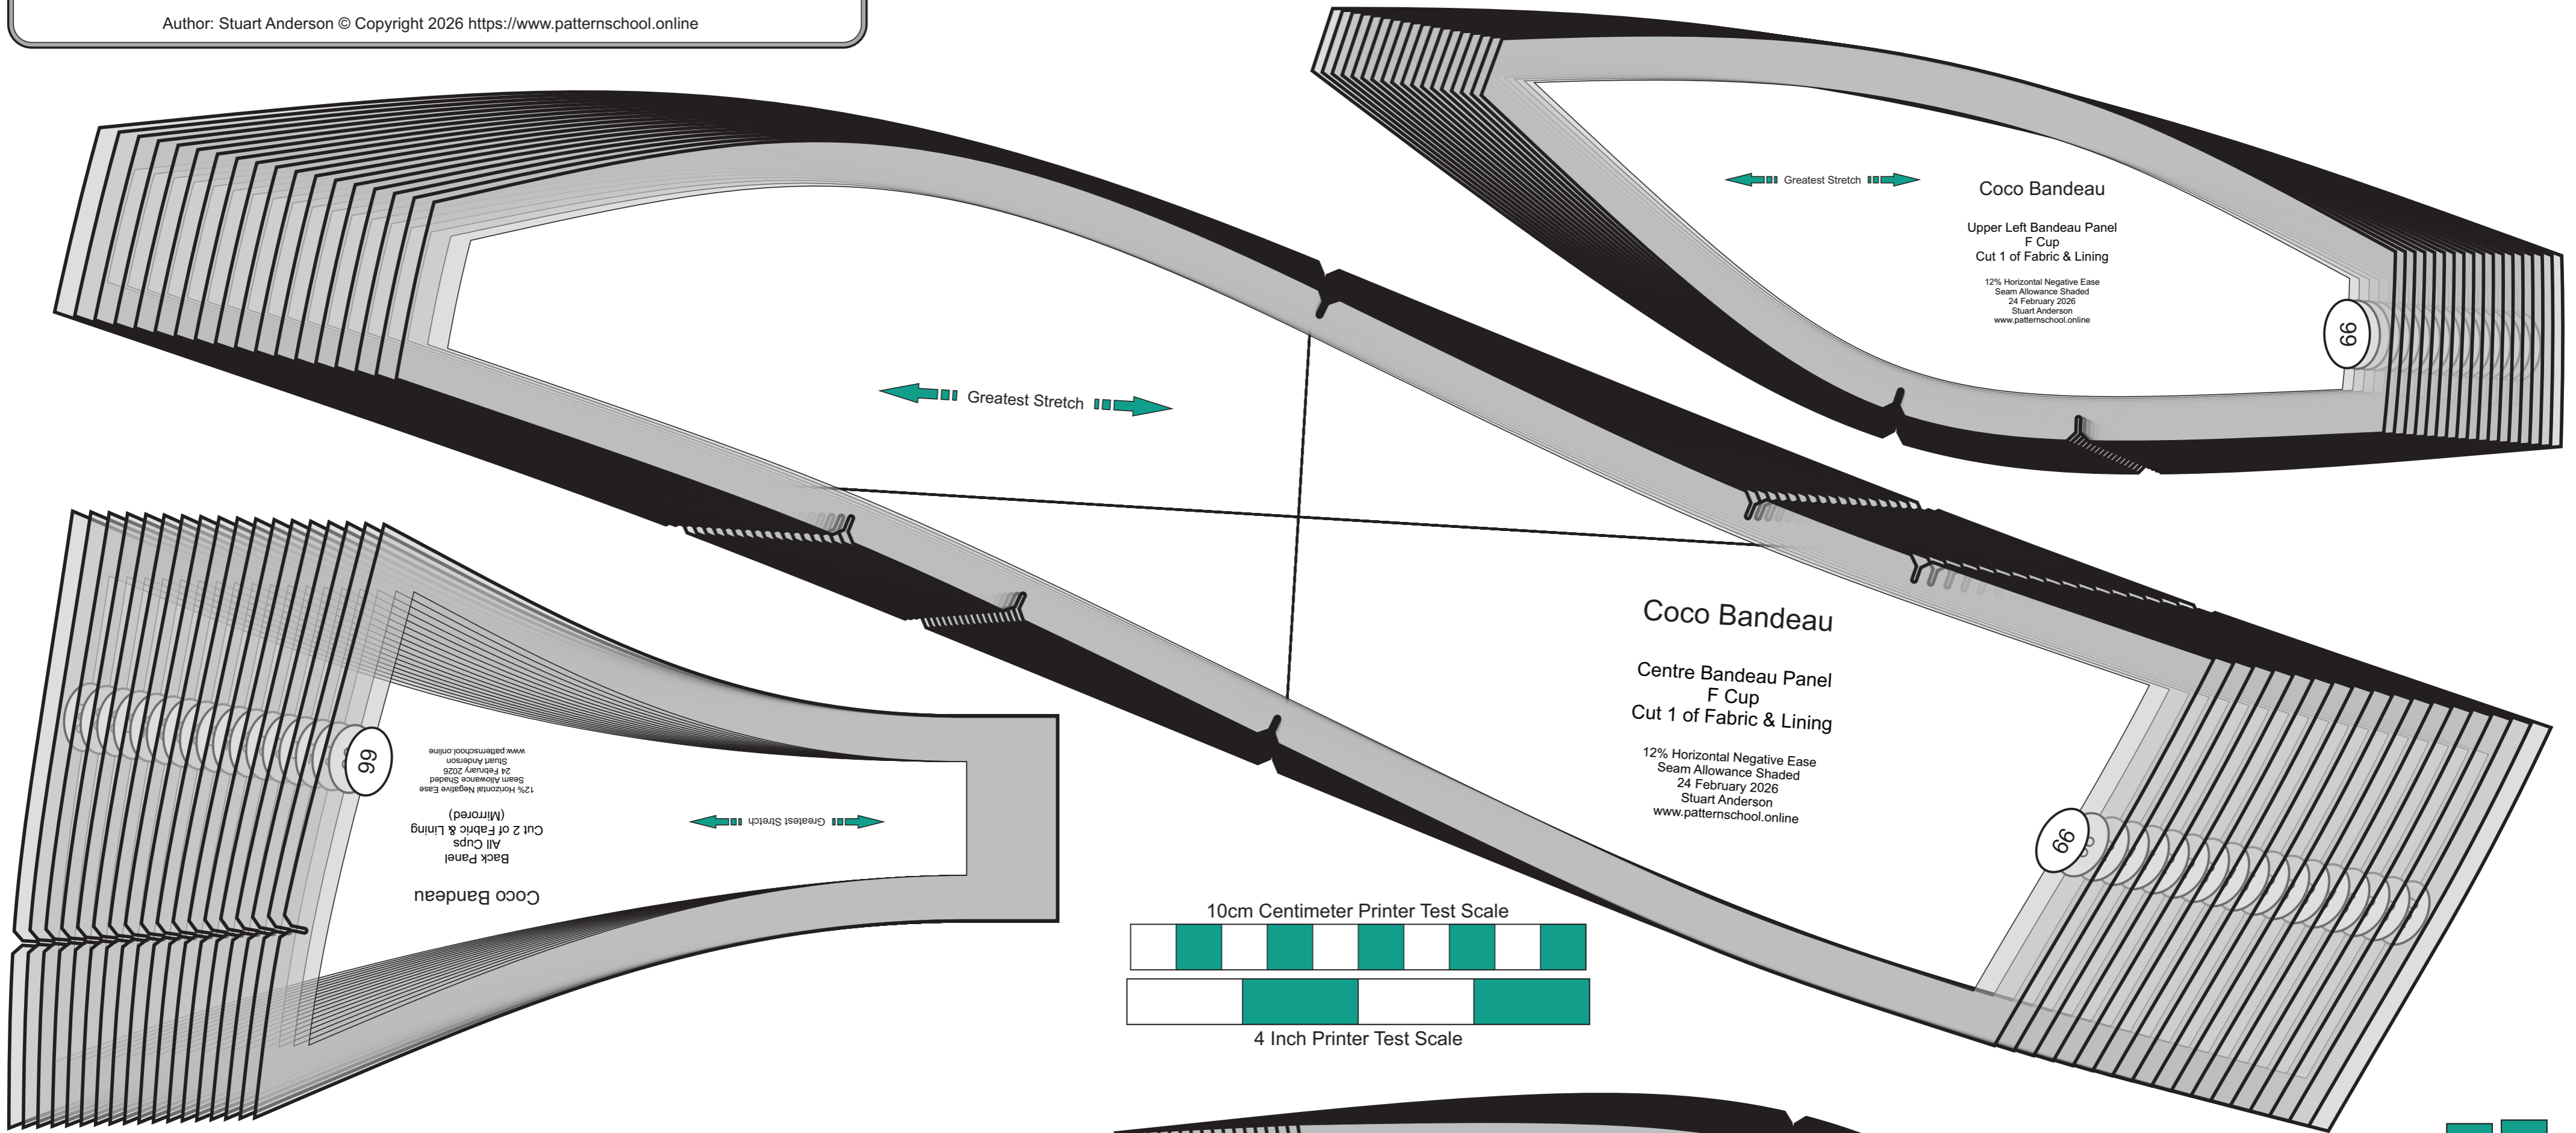 Author: Stuart Anderson © Copyright 2026 https://www.patternschool.online
Greatest Stretch
Coco Bandeau
Upper Left Bandeau Panel
F Cup
Cut 1 of Fabric & Lining
12% Horizontal Negative Ease
Seam Allowance Shaded
24 February 2026
Stuart Anderson
www.patternschool.online
66
Greatest Stretch
Coco Bandeau
Centre Bandeau Panel
F Cup
Cut 1 of Fabric & Lining
12% Horizontal Negative Ease
Seam Allowance Shaded
24 February 2026
Stuart Anderson
www.patternschool.online
66
Coco Bandeau
Back Panel
All Cups
Cut 2 of Fabric & Lining
(Mirrored)
12% Horizontal Negative Ease
Seam Allowance Shaded
24 February 2026
Stuart Anderson
www.patternschool.online
66
Greatest Stretch
10cm Centimeter Printer Test Scale
4 Inch Printer Test Scale